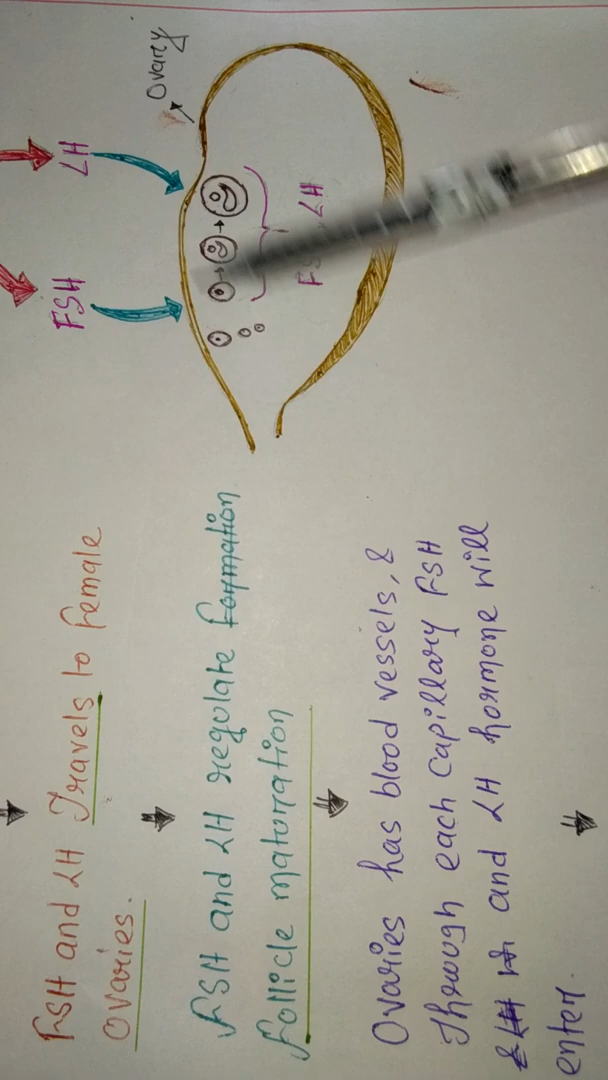 FSH and LH Travels to female
ovaries.
FSH and LH regulate formation
follicle maturation
Ovaries has blood vessels, &
Through each capillary FSH
and LH hormone will
enter.
FSH
LH
Ovary
LH